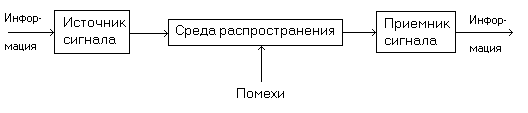 Инфор-
мация
Источник
сигнала
Среда распространения
Приемник
сигнала
Инфор-
мация
Помехи